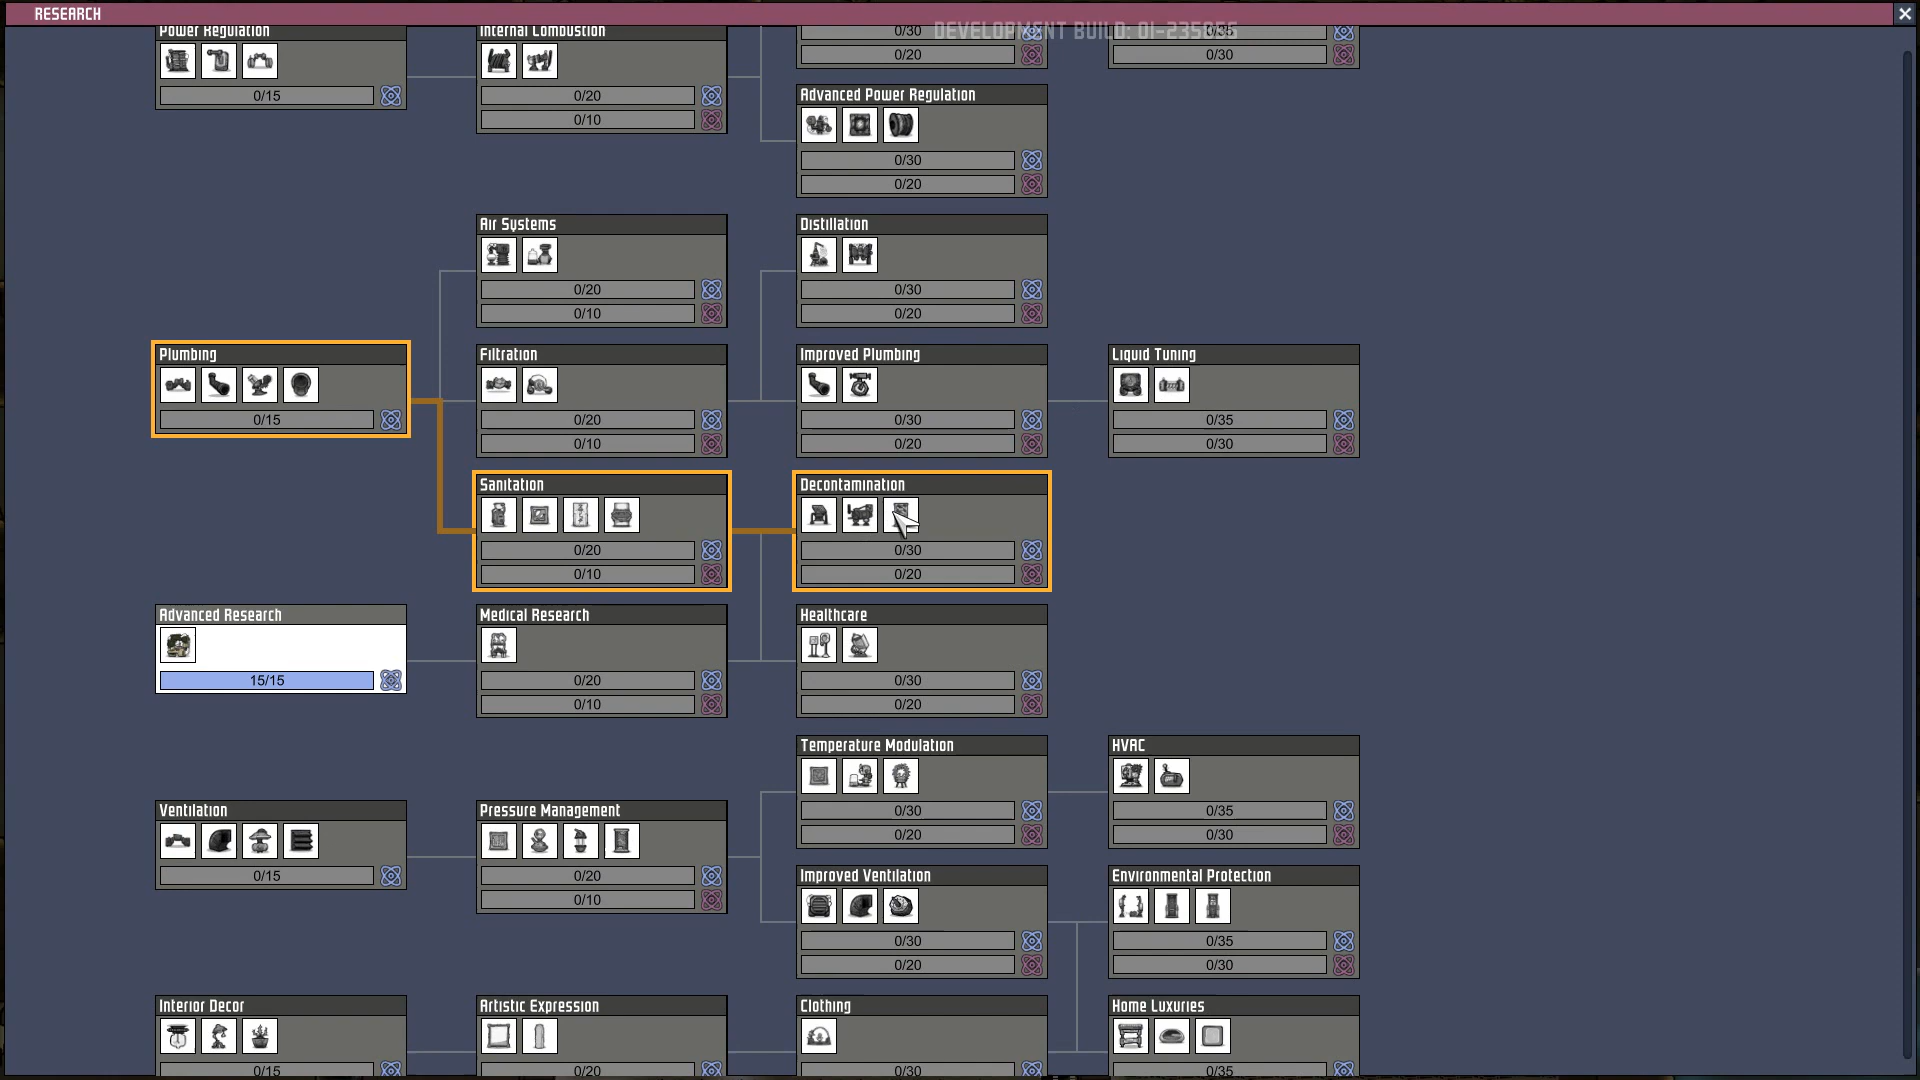 RESEARCH
DEVELOPMENT BUILD: 01-235856
Power Regulation
0/15
Internal Combustion
0/20
0/10
0/30
0/20
0/35
0/30
Advanced Power Regulation
0/30
0/20
Air Systems
0/20
0/10
Distillation
0/30
0/20
Plumbing
0/15
Filtration
0/20
0/10
Improved Plumbing
0/30
0/20
Liquid Tuning
0/35
0/30
Sanitation
0/20
0/10
Decontamination
0/30
0/20
Advanced Research
15/15
Medical Research
0/20
0/10
Healthcare
0/30
0/20
Temperature Modulation
0/30
0/20
HVAC
0/35
0/30
Ventilation
0/15
Pressure Management
0/20
0/10
Improved Ventilation
0/30
0/20
Environmental Protection
0/35
0/30
Interior Decor
0/15
Artistic Expression
0/20
Clothing
0/30
Home Luxuries
0/35